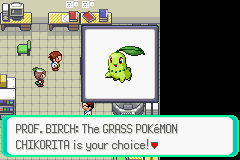 PROF. BIRCH: The GRASS POKéMON
CHIKORITA is your choice!♥